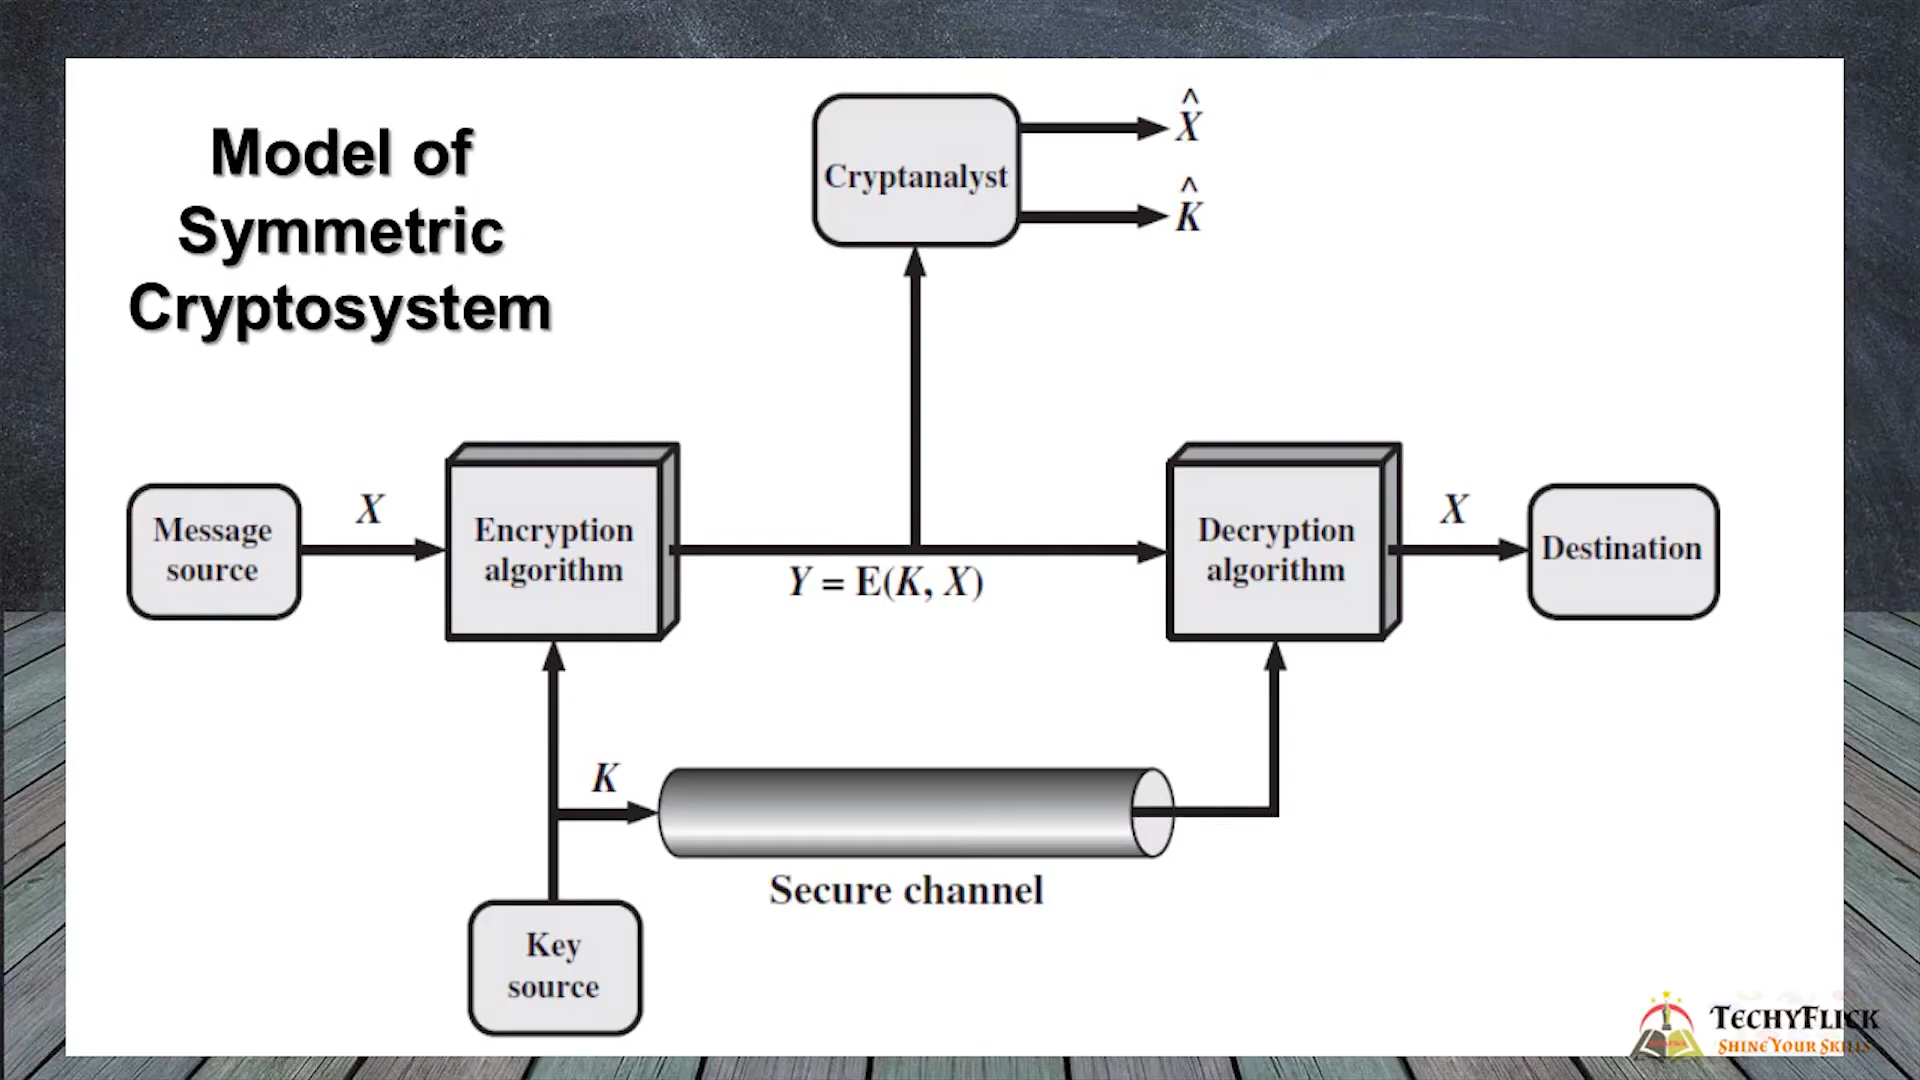 Model of
Symmetric
Cryptosystem
Cryptanalyst
X̂
K̂
Message
source
X
Encryption
algorithm
Y = E(K, X)
Decryption
algorithm
X
Destination
K
Secure channel
Key
source
TECHYFLICK
SHINE YOUR SKILLS